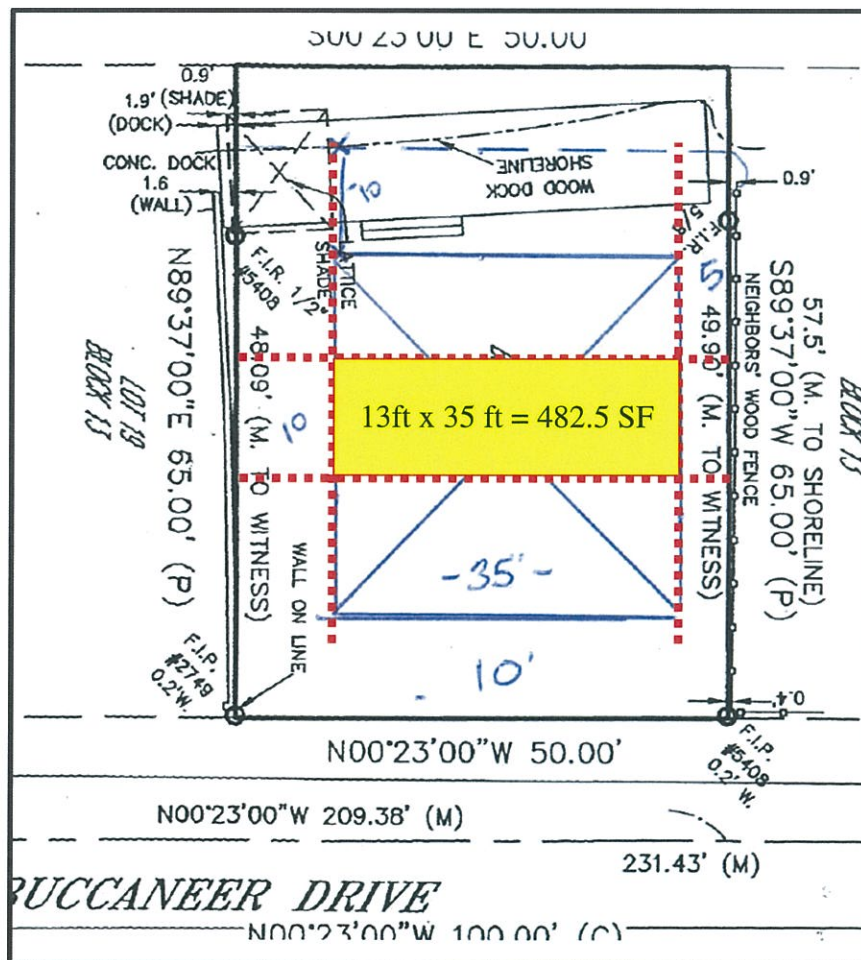 S00°23'00"E 50.00'
0.9'
1.9' (SHADE)
(DOCK)
CONC. DOCK
1.6
(WALL)
WOOD DOCK
SHORELINE
0.9'
10
F.I.R. 1/2"
#5408
LATTICE
SHADE
F.I.R.
5/8
5
N89°37'00"E 65.00' (P)
48.09' (M. TO WITNESS)
49.90' (M. TO WITNESS)
NEIGHBORS' WOOD FENCE
S89°37'00"W 65.00' (P)
57.5' (M. TO SHORELINE)
LOT 19
BLOCK 13
BLOCK 13
10
13ft x 35 ft = 482.5 SF
-35'-
WALL ON LINE
10'
F.I.P.
#2749
0.2'W.
0.4'
F.I.P.
#5408
0.2' W.
N00°23'00"W 50.00'
N00°23'00"W 209.38' (M)
231.43' (M)
BUCCANEER DRIVE
N00°23'00"W 100.00' (C)